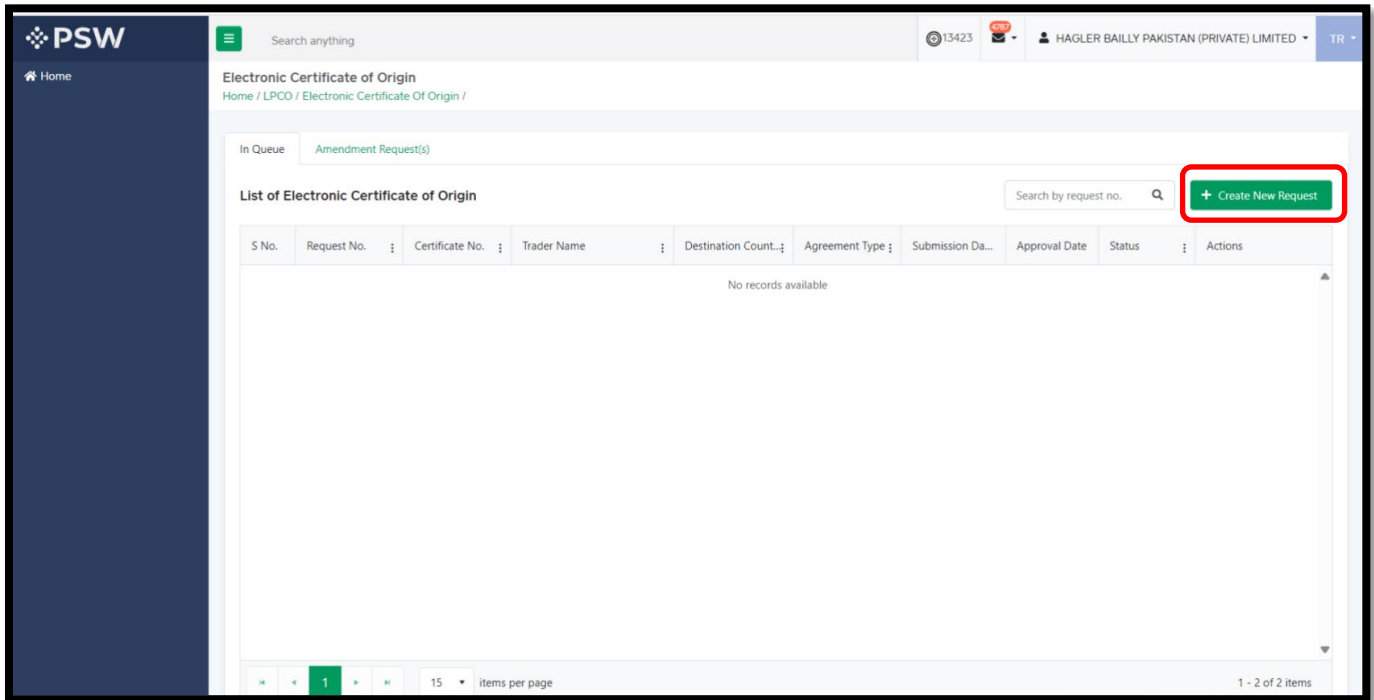 PSW
Search anything
13423
4787
HAGLER BAILLY PAKISTAN (PRIVATE) LIMITED
TR
Home
Electronic Certificate of Origin
Home / LPCO / Electronic Certificate Of Origin /
In Queue Amendment Request(s)
List of Electronic Certificate of Origin
Search by request no.
+ Create New Request
S No. Request No. Certificate No. Trader Name Destination Count... Agreement Type Submission Da... Approval Date Status Actions
No records available
1 15 items per page 1 - 2 of 2 items